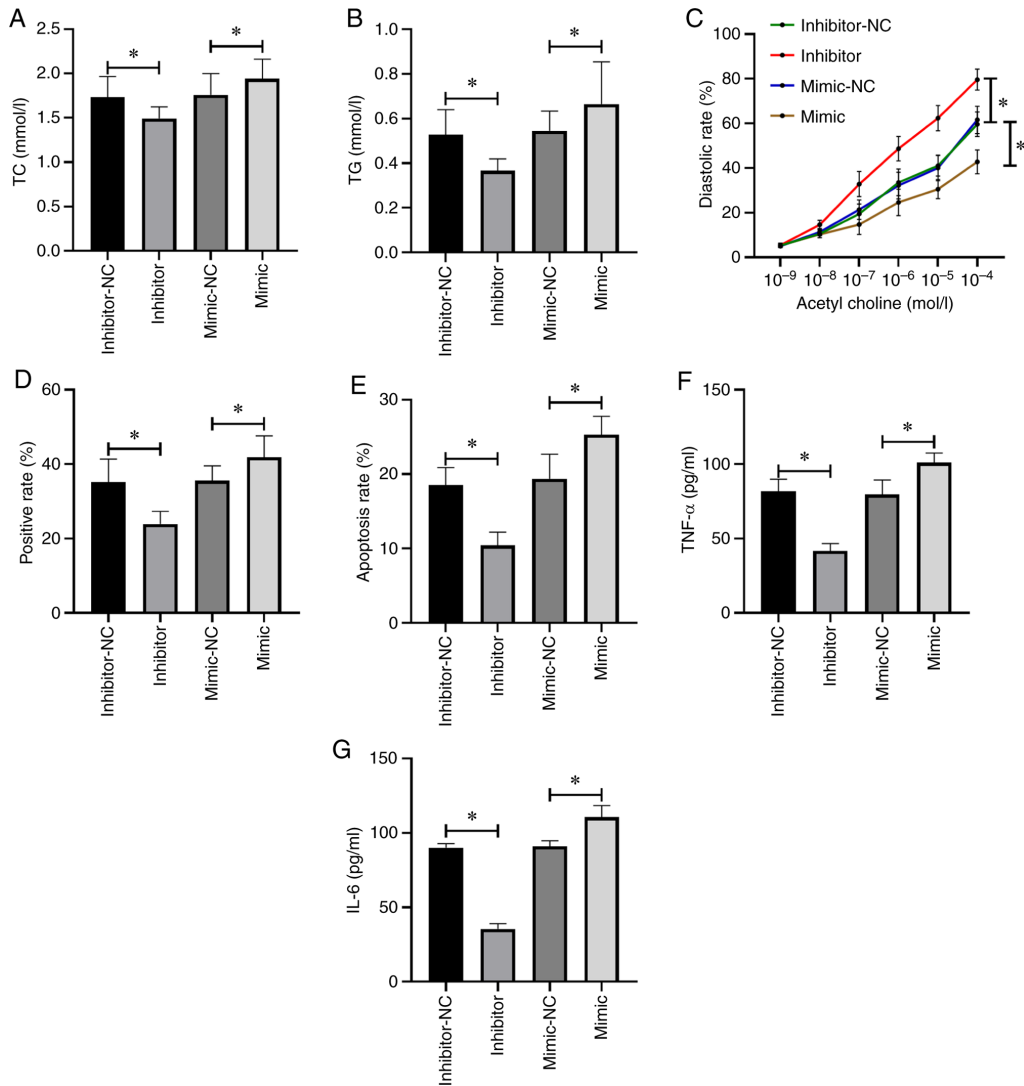 A
TC (mmol/l)
2.5
2.0
1.5
1.0
0.5
0.0
*
*
Inhibitor-NC
Inhibitor
Mimic-NC
Mimic
B
TG (mmol/l)
1.0
0.8
0.6
0.4
0.2
0.0
*
*
Inhibitor-NC
Inhibitor
Mimic-NC
Mimic
C
Inhibitor-NC
Inhibitor
Mimic-NC
Mimic
Diastolic rate (%)
100
80
60
40
20
0
*
*
10⁻⁹ 10⁻⁸ 10⁻⁷ 10⁻⁶ 10⁻⁵ 10⁻⁴
Acetyl choline (mol/l)
D
Positive rate (%)
60
40
20
0
*
*
Inhibitor-NC
Inhibitor
Mimic-NC
Mimic
E
Apoptosis rate (%)
30
20
10
0
*
*
Inhibitor-NC
Inhibitor
Mimic-NC
Mimic
F
TNF-α (pg/ml)
150
100
50
0
*
*
Inhibitor-NC
Inhibitor
Mimic-NC
Mimic
G
IL-6 (pg/ml)
150
100
50
0
*
*
Inhibitor-NC
Inhibitor
Mimic-NC
Mimic